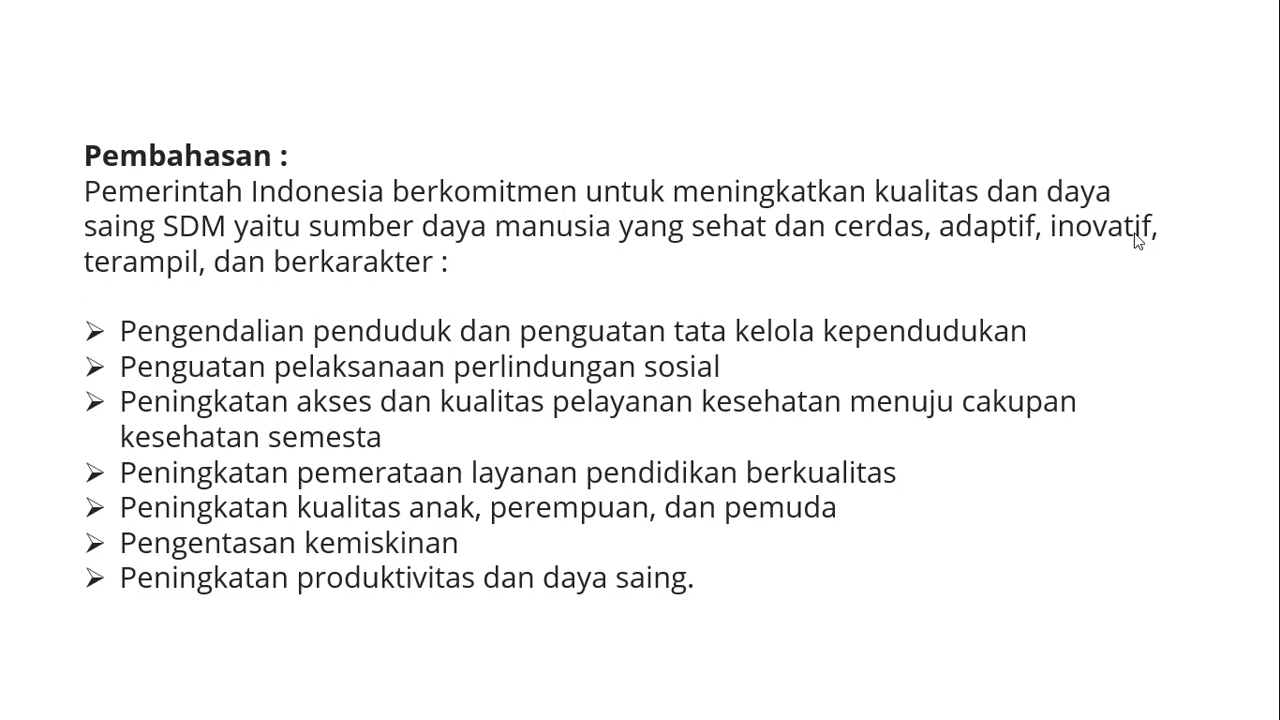 Pembahasan :
Pemerintah Indonesia berkomitmen untuk meningkatkan kualitas dan daya
saing SDM yaitu sumber daya manusia yang sehat dan cerdas, adaptif, inovatif,
terampil, dan berkarakter :
➢ Pengendalian penduduk dan penguatan tata kelola kependudukan
➢ Penguatan pelaksanaan perlindungan sosial
➢ Peningkatan akses dan kualitas pelayanan kesehatan menuju cakupan
kesehatan semesta
➢ Peningkatan pemerataan layanan pendidikan berkualitas
➢ Peningkatan kualitas anak, perempuan, dan pemuda
➢ Pengentasan kemiskinan
➢ Peningkatan produktivitas dan daya saing.